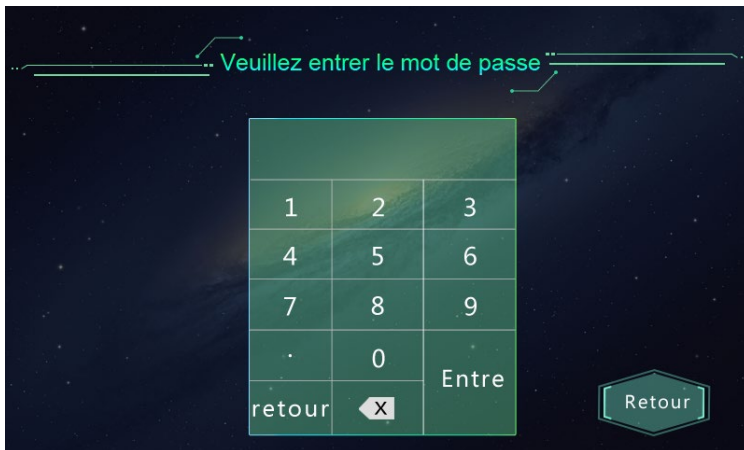 Veuillez entrer le mot de passe
1 2 3
4 5 6
7 8 9
. 0
Entre
retour X
Retour